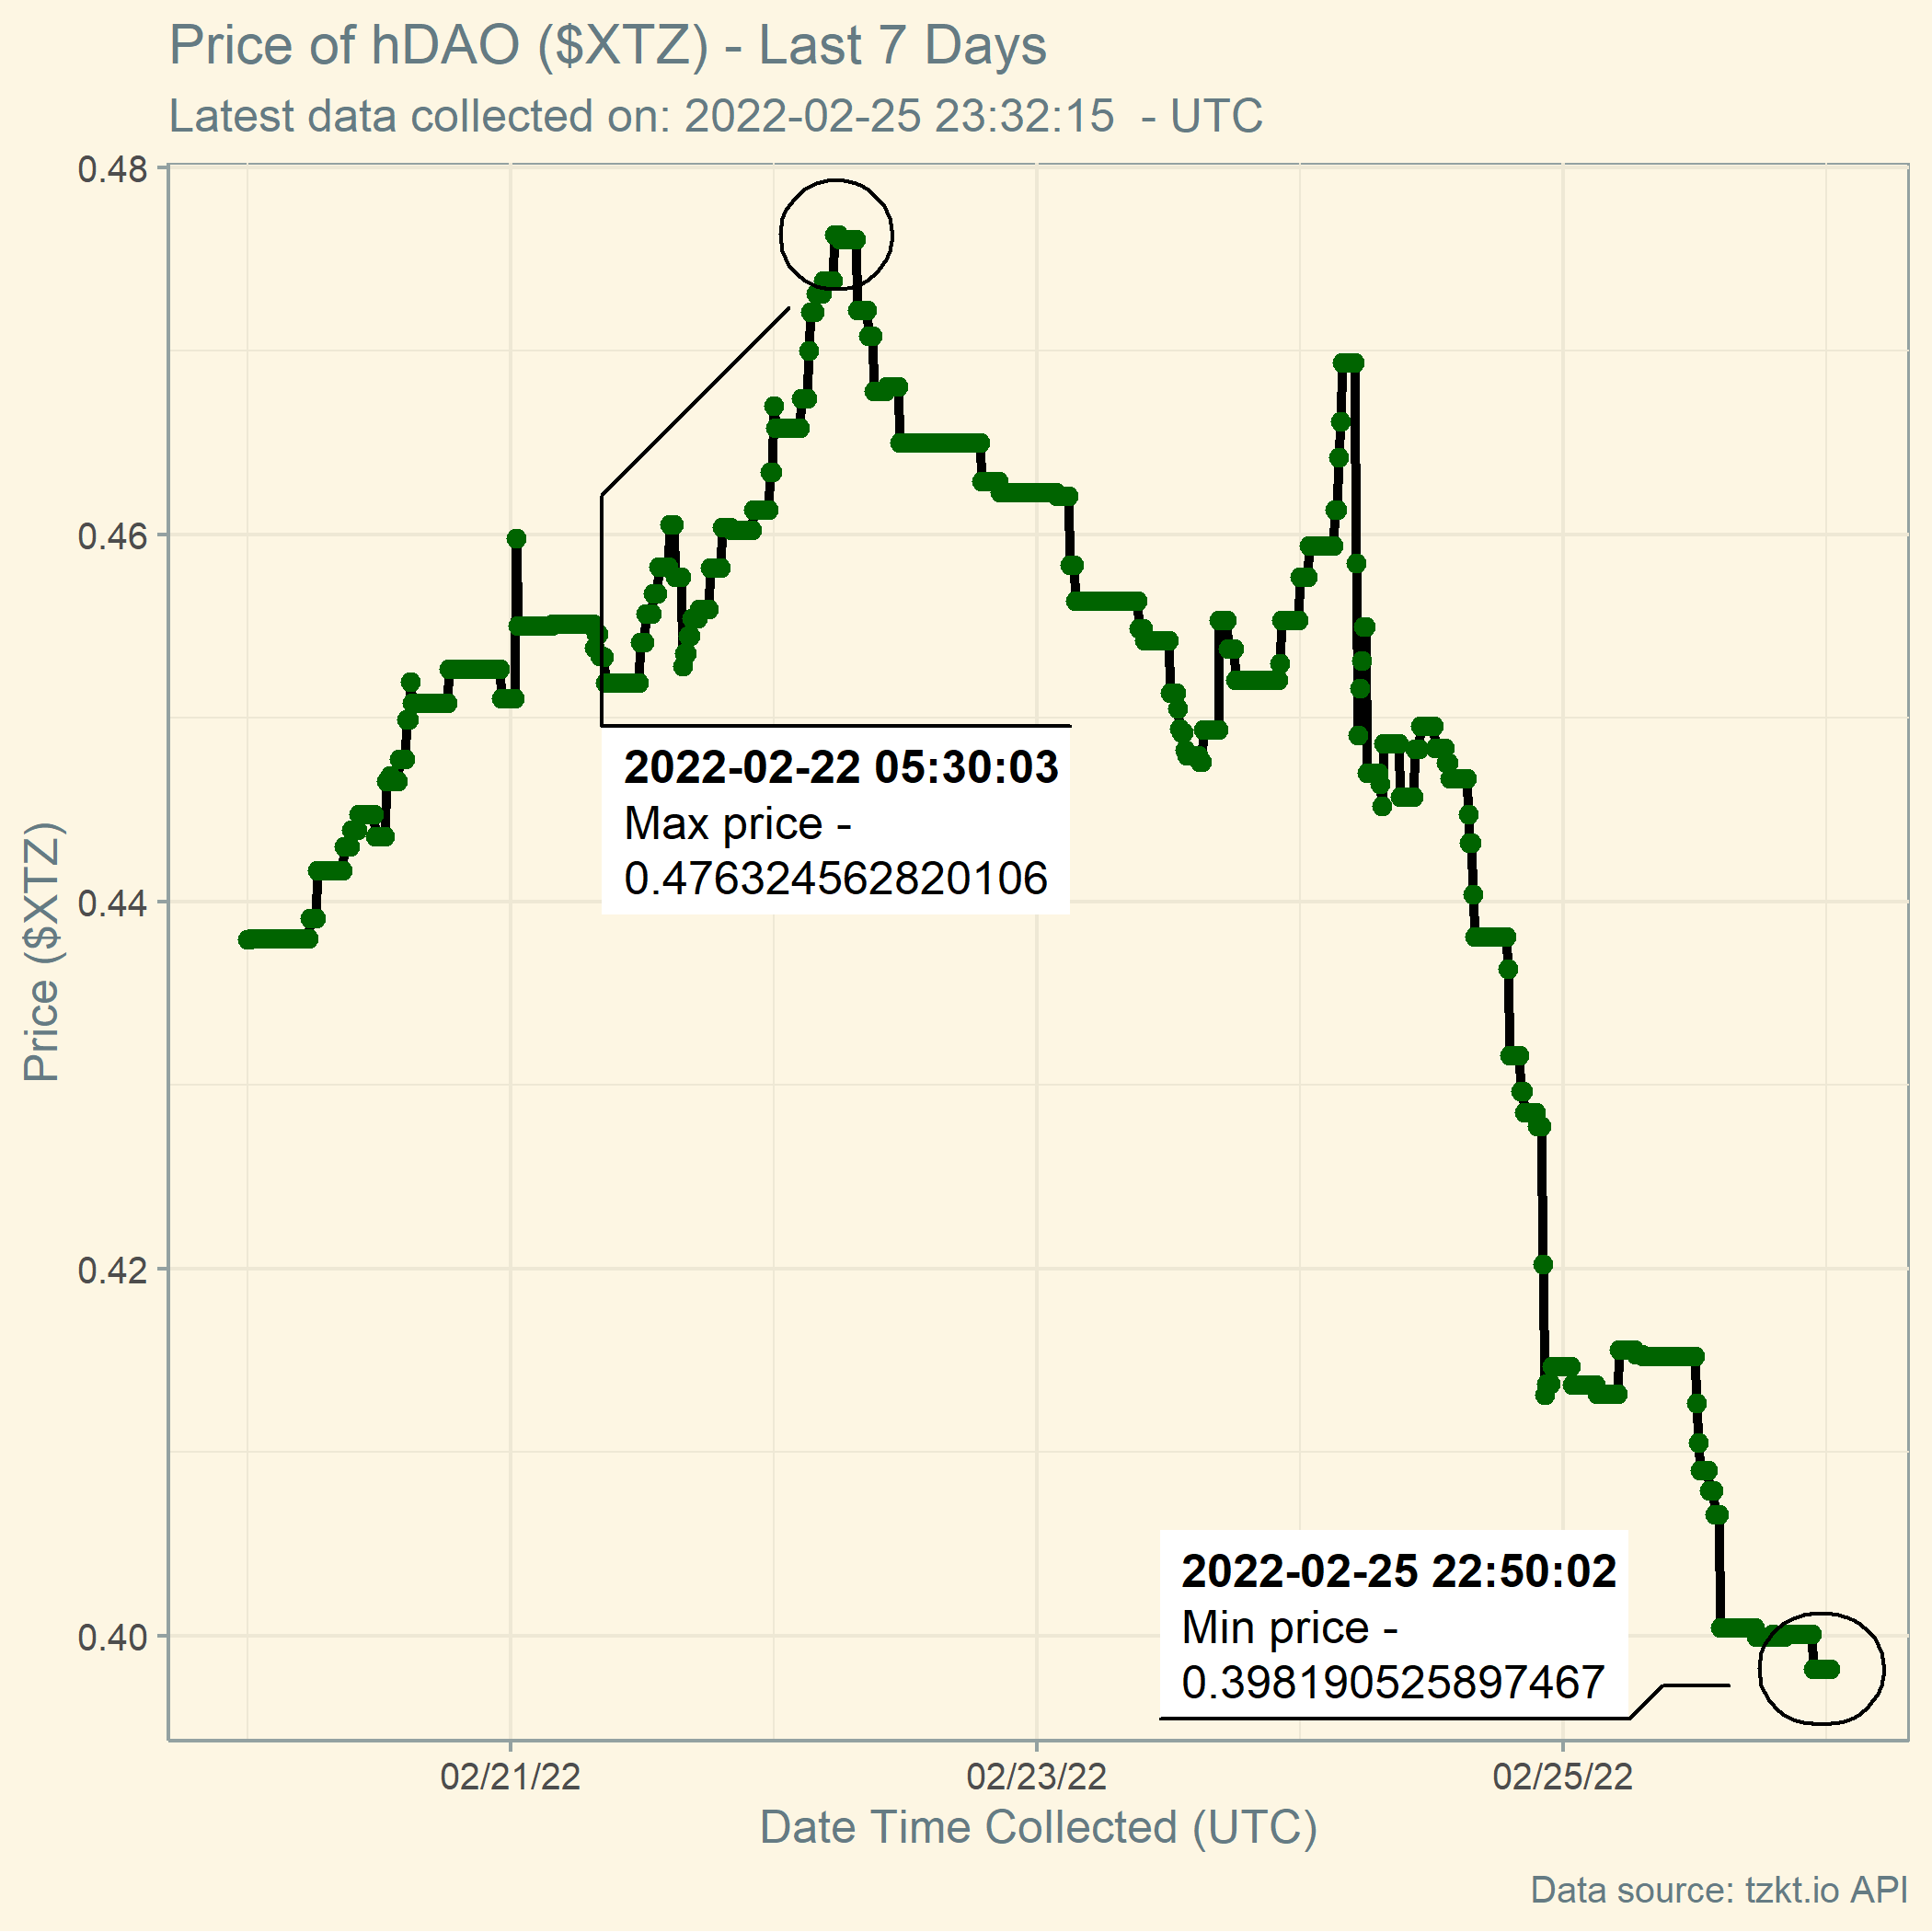 Price of hDAO ($XTZ) - Last 7 Days
Latest data collected on: 2022-02-25 23:32:15  - UTC
Price ($XTZ)
0.48
0.46
0.44
0.42
0.40
2022-02-22 05:30:03
Max price -
0.476324562820106
2022-02-25 22:50:02
Min price -
0.398190525897467
02/21/22
02/23/22
02/25/22
Date Time Collected (UTC)
Data source: tzkt.io API